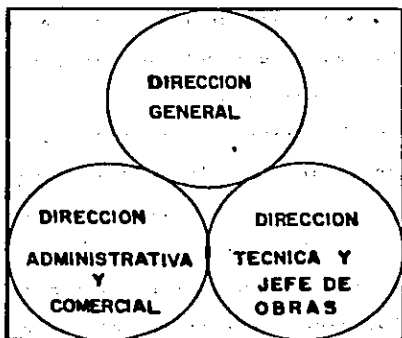 DIRECCION
GENERAL
DIRECCION
ADMINISTRATIVA
Y
COMERCIAL
DIRECCION
TECNICA Y
JEFE DE
OBRAS